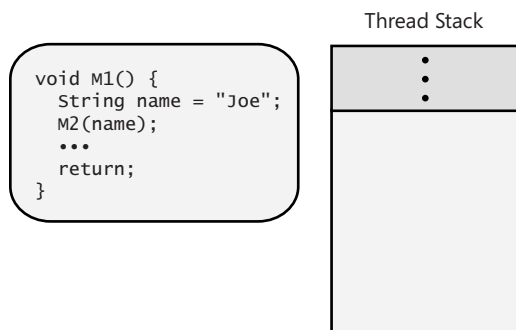 Thread Stack
void M1() {
  String name = "Joe";
  M2(name);
  •••
  return;
}